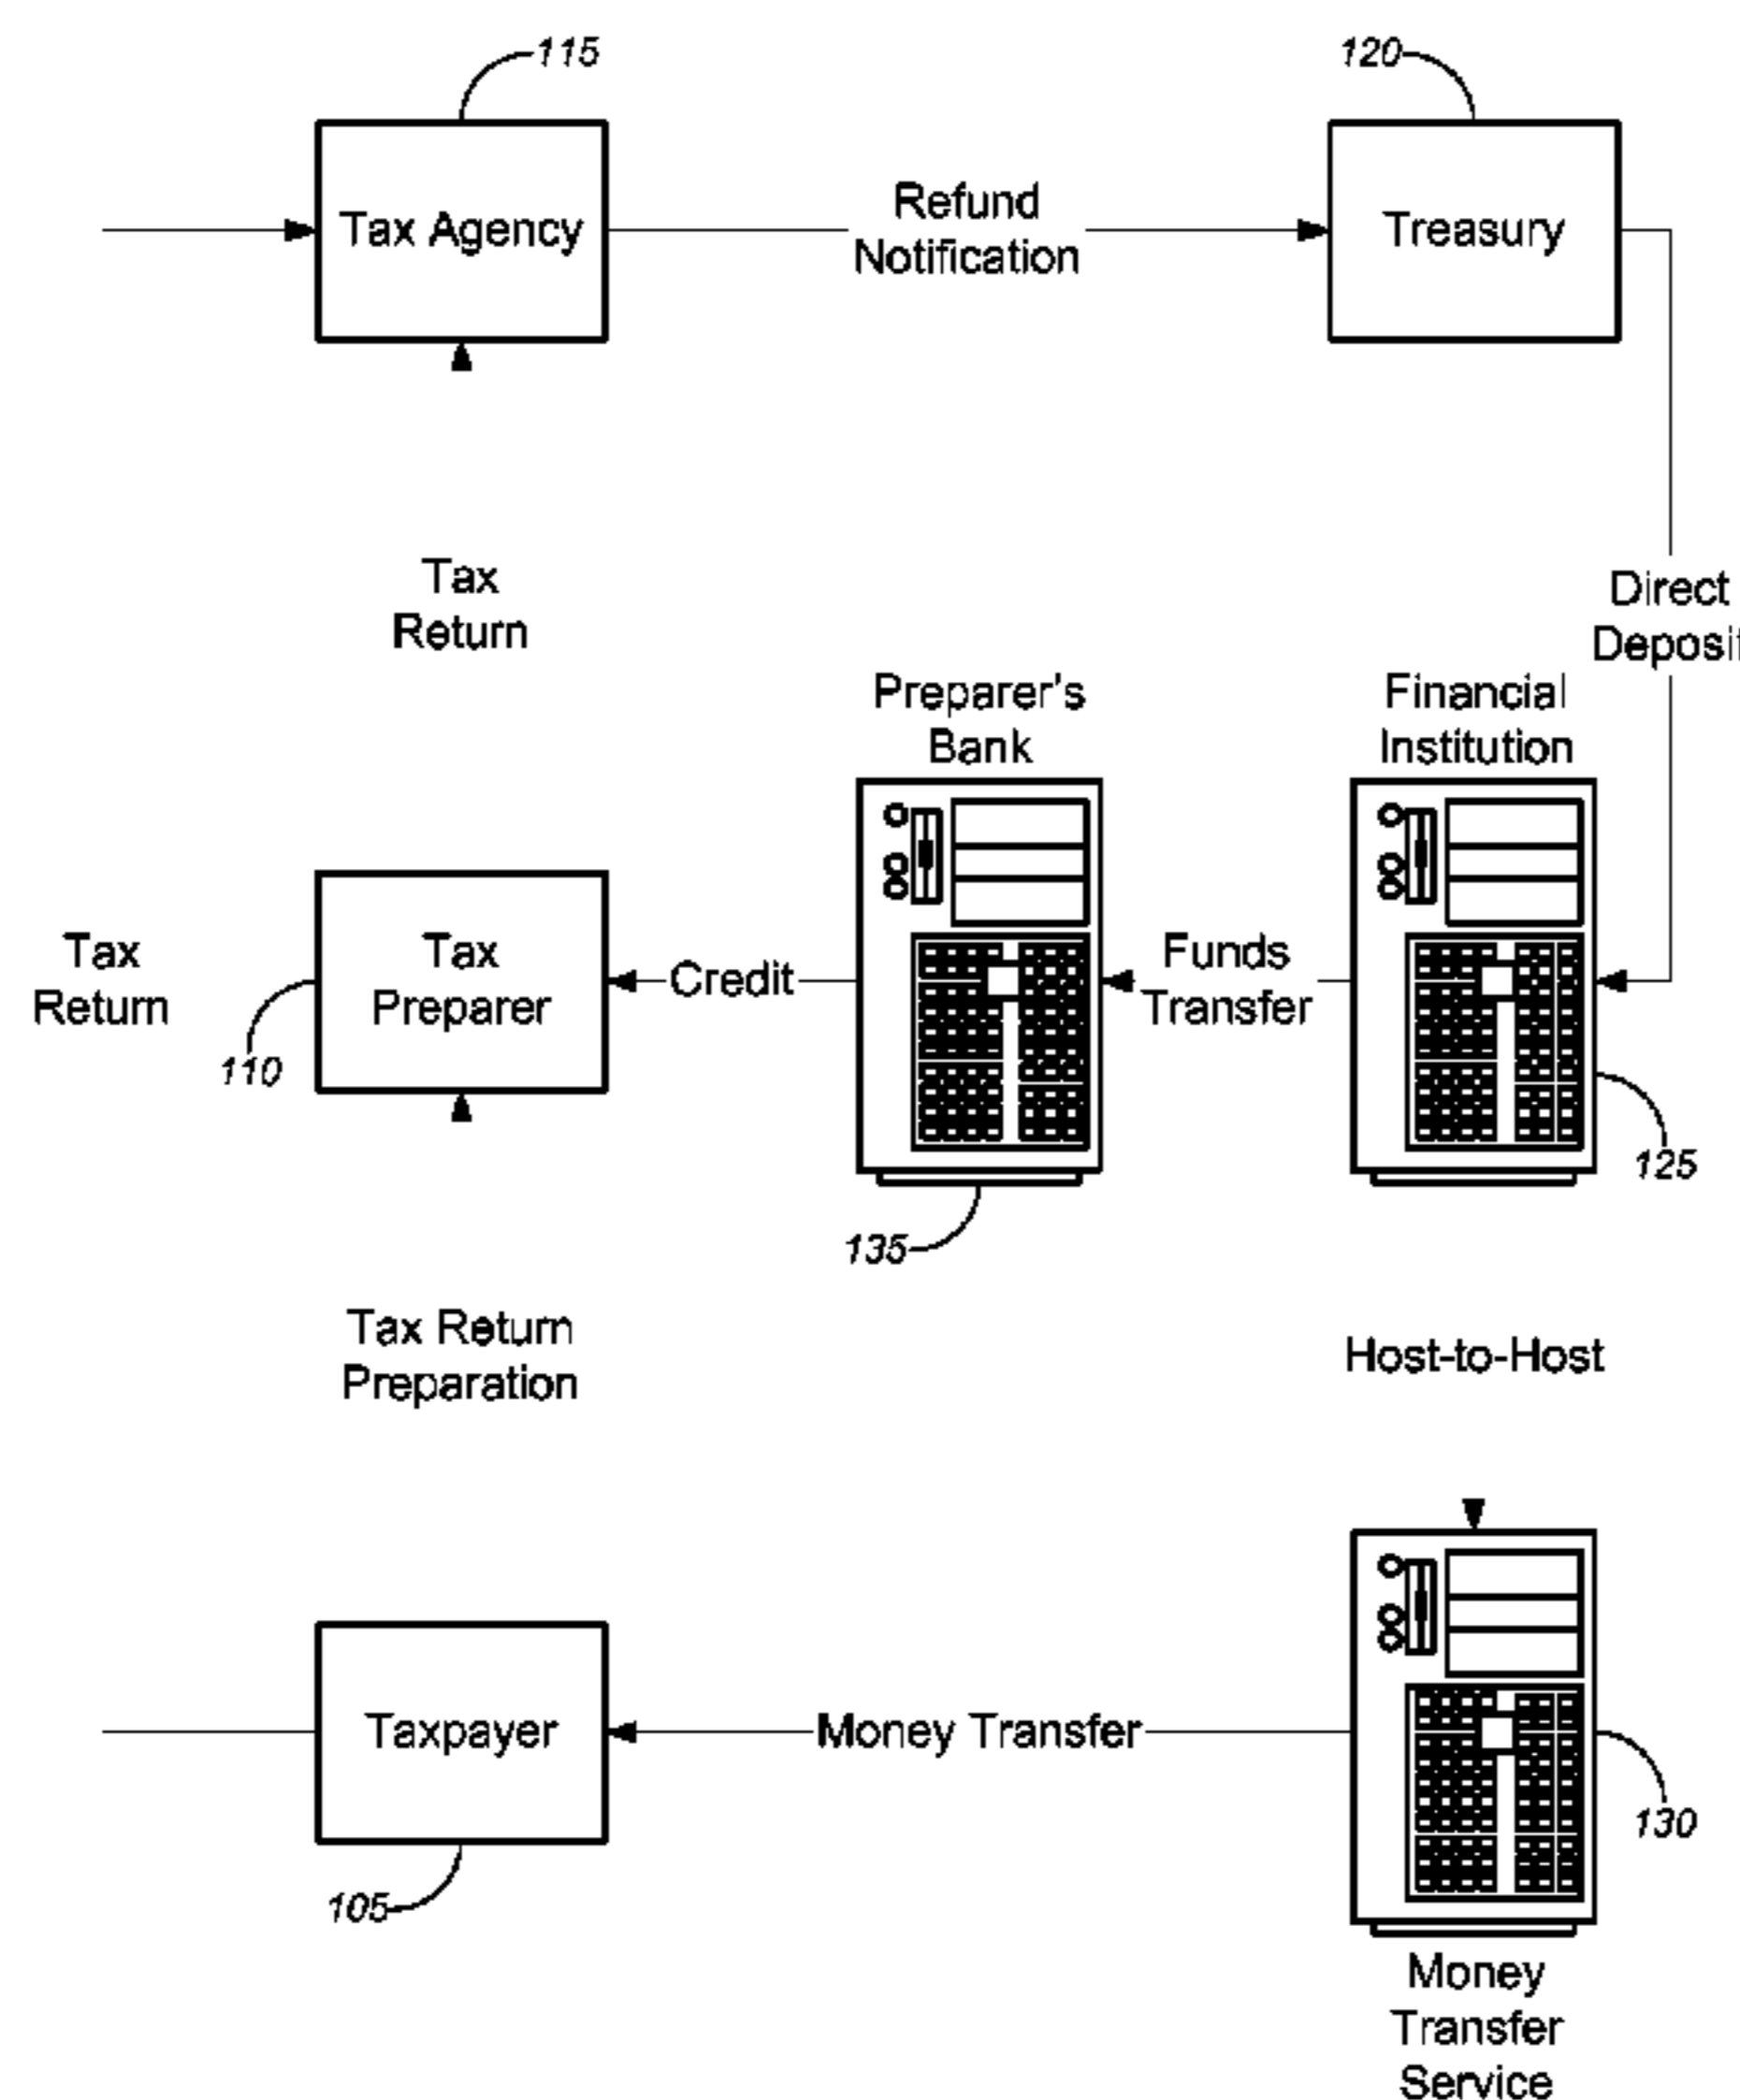 115
120
Tax Agency
Refund
Notification
Treasury
Tax
Return
Direct
Deposit
Preparer's
Bank
Financial
Institution
Tax
Return
Tax
Preparer
Credit
Funds
Transfer
110
125
135
Tax Return
Preparation
Host-to-Host
Taxpayer
Money Transfer
130
105
Money
Transfer
Service